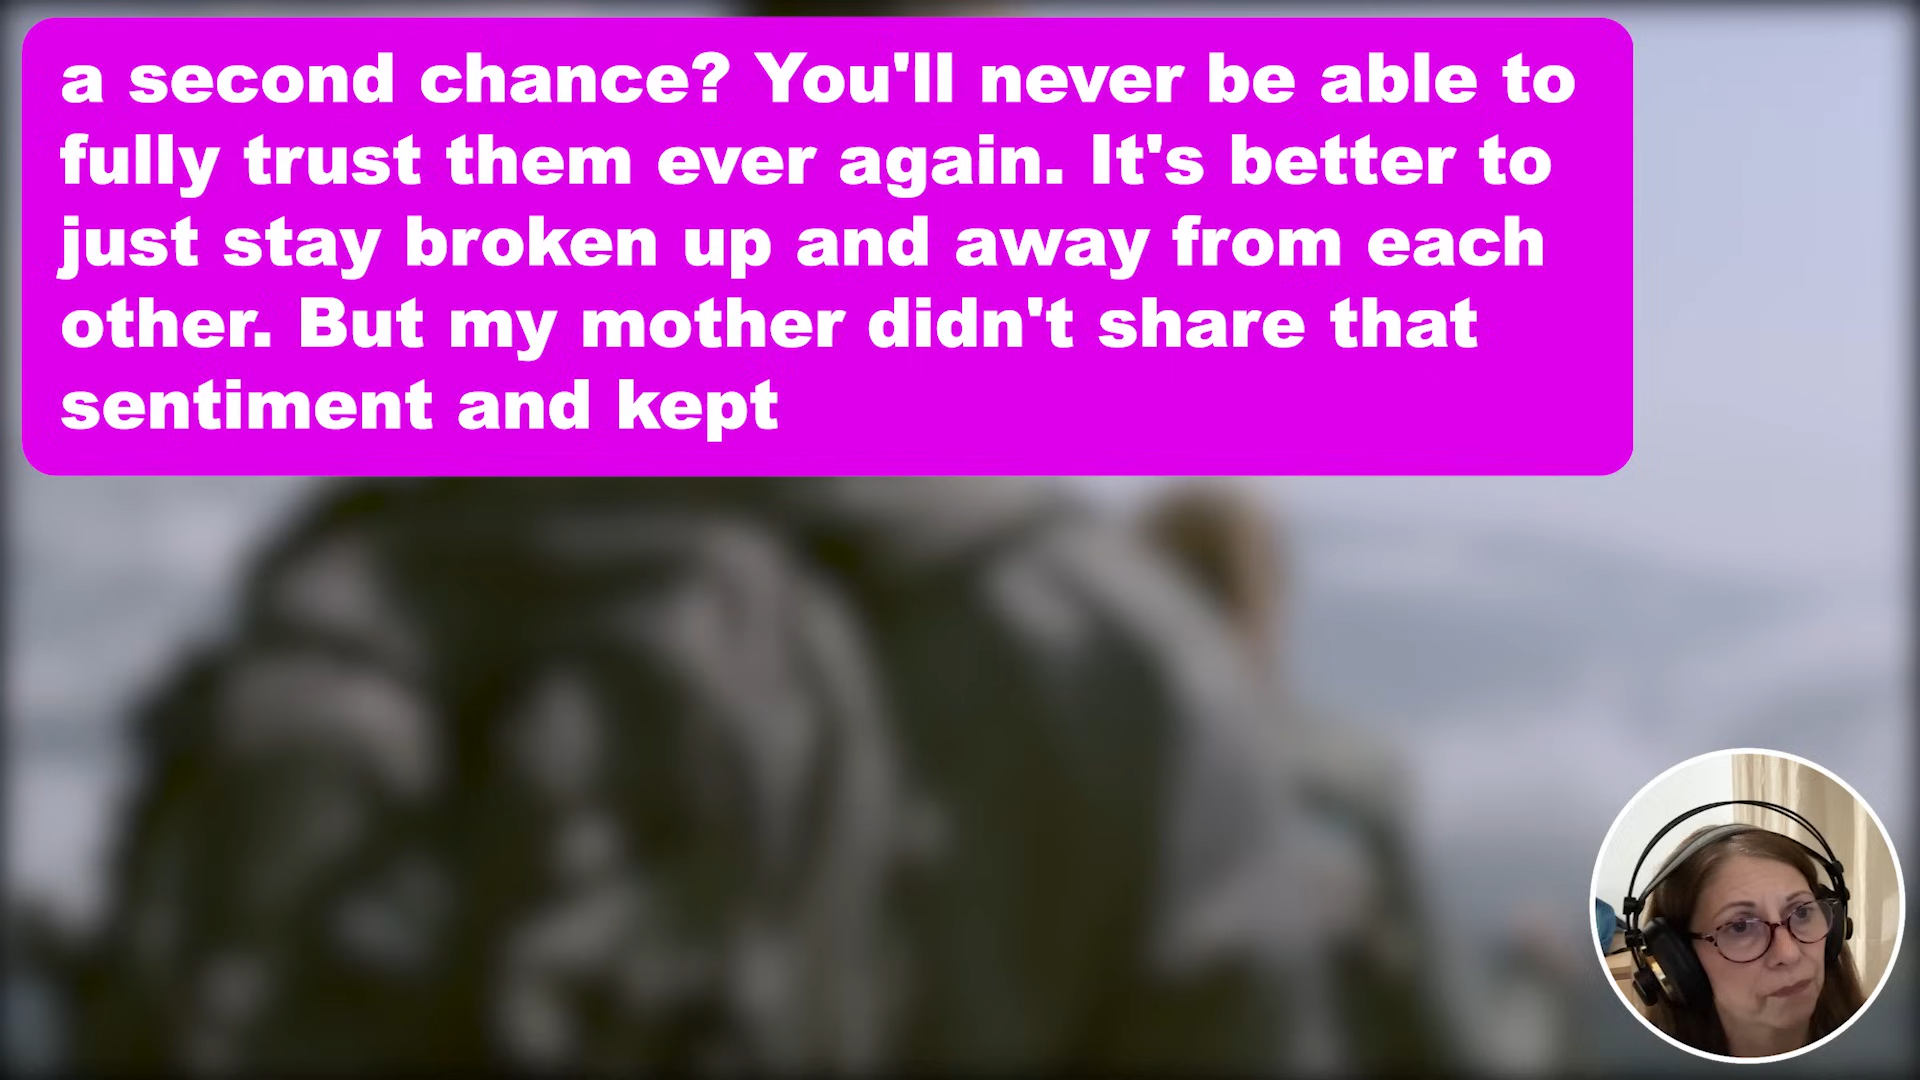 a second chance? You'll never be able to
fully trust them ever again. It's better to
just stay broken up and away from each
other. But my mother didn't share that
sentiment and kept